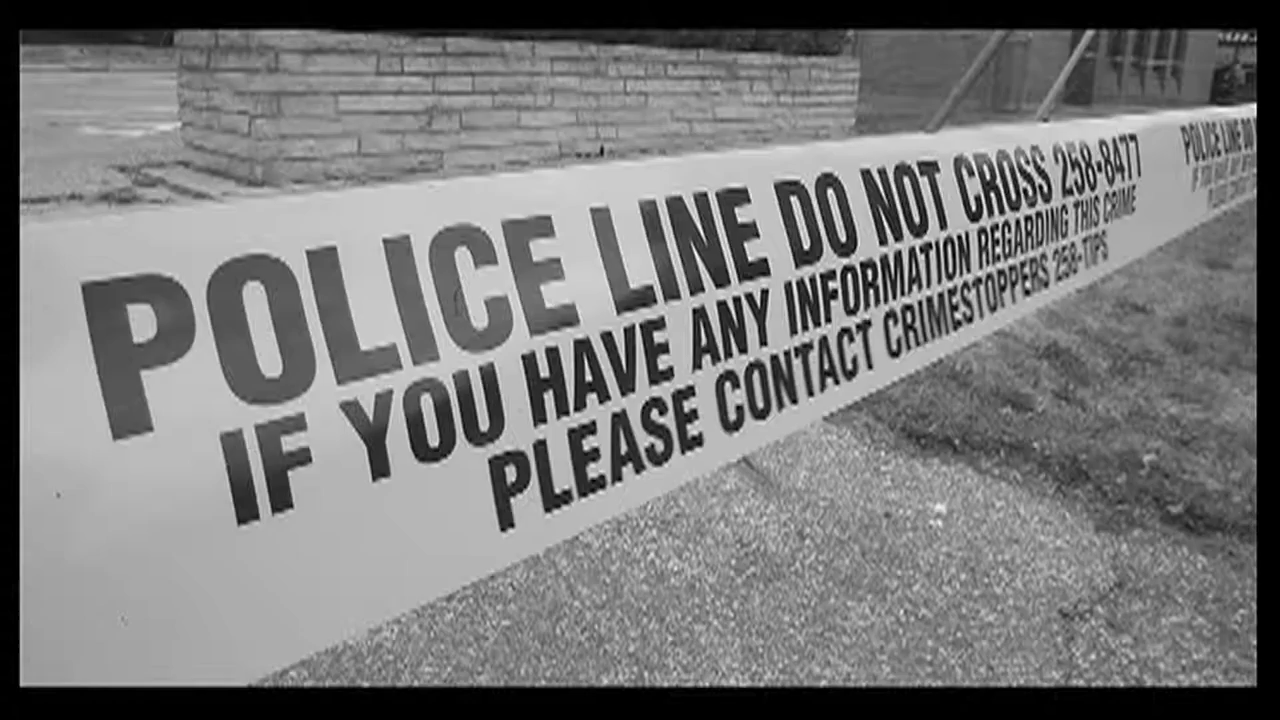 POLICE LINE DO NOT CROSS 258-8477
IF YOU HAVE ANY INFORMATION REGARDING THIS CRIME
PLEASE CONTACT CRIMESTOPPERS 258-TIPS
POLICE LINE DO